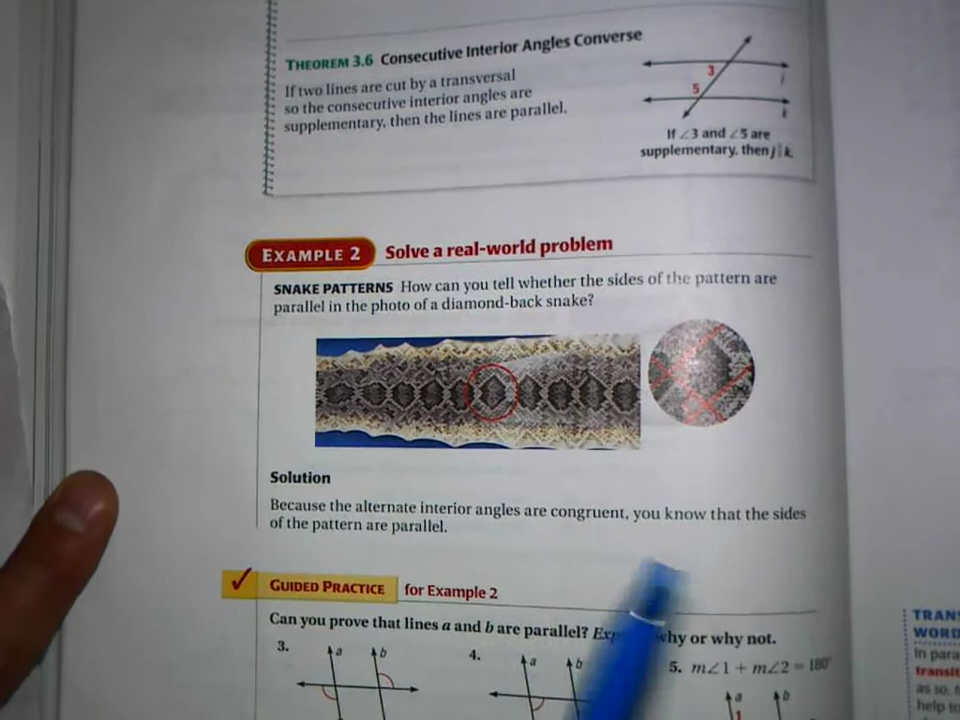 THEOREM 3.6 Consecutive Interior Angles Converse
If two lines are cut by a transversal
so the consecutive interior angles are
supplementary, then the lines are parallel.
3
j
5
k
If ∠3 and ∠5 are
supplementary, then j ∥ k.
EXAMPLE 2 Solve a real-world problem
SNAKE PATTERNS How can you tell whether the sides of the pattern are
parallel in the photo of a diamond-back snake?
Solution
Because the alternate interior angles are congruent, you know that the sides
of the pattern are parallel.
GUIDED PRACTICE for Example 2
Can you prove that lines a and b are parallel? why or why not.
3. a b
4. a b
5. m∠1 + m∠2 = 180°
a b
1
TRANS
WORD
In para
transit
as so,
help